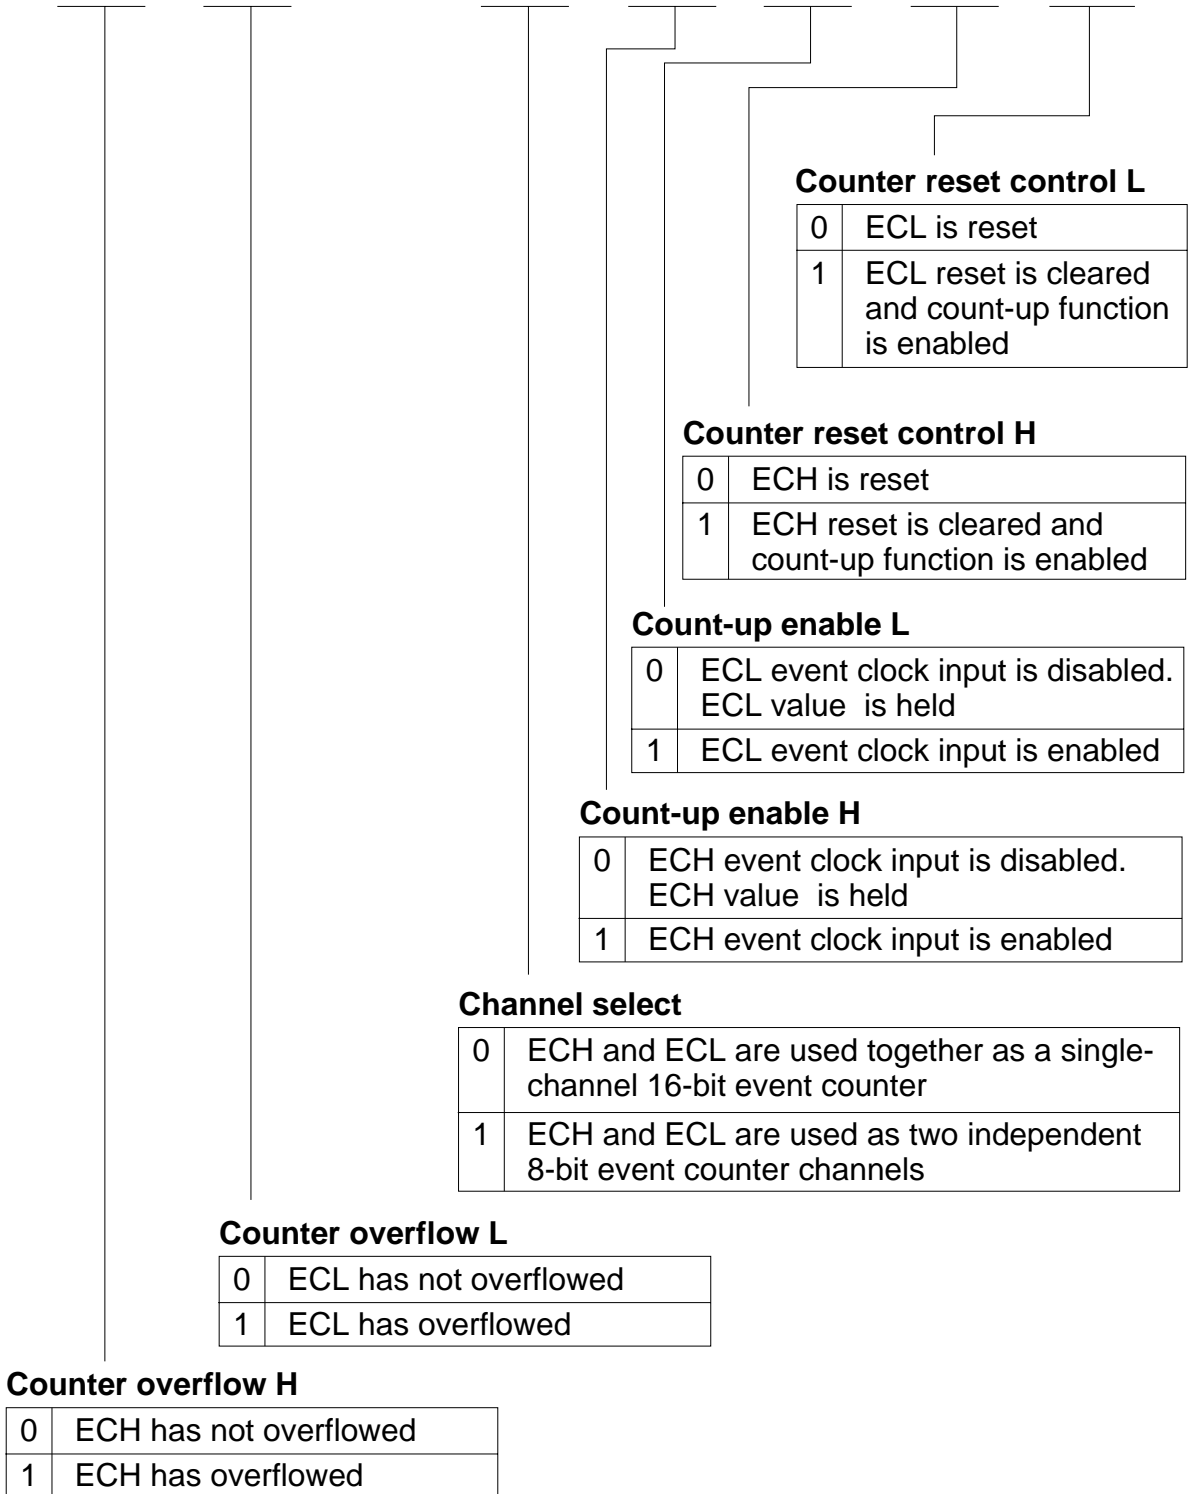 Counter reset control L
0 ECL is reset
1 ECL reset is cleared
and count-up function
is enabled
Counter reset control H
0 ECH is reset
1 ECH reset is cleared and
count-up function is enabled
Count-up enable L
0 ECL event clock input is disabled.
ECL value is held
1 ECL event clock input is enabled
Count-up enable H
0 ECH event clock input is disabled.
ECH value is held
1 ECH event clock input is enabled
Channel select
0 ECH and ECL are used together as a single-
channel 16-bit event counter
1 ECH and ECL are used as two independent
8-bit event counter channels
Counter overflow L
0 ECL has not overflowed
1 ECL has overflowed
Counter overflow H
0 ECH has not overflowed
1 ECH has overflowed